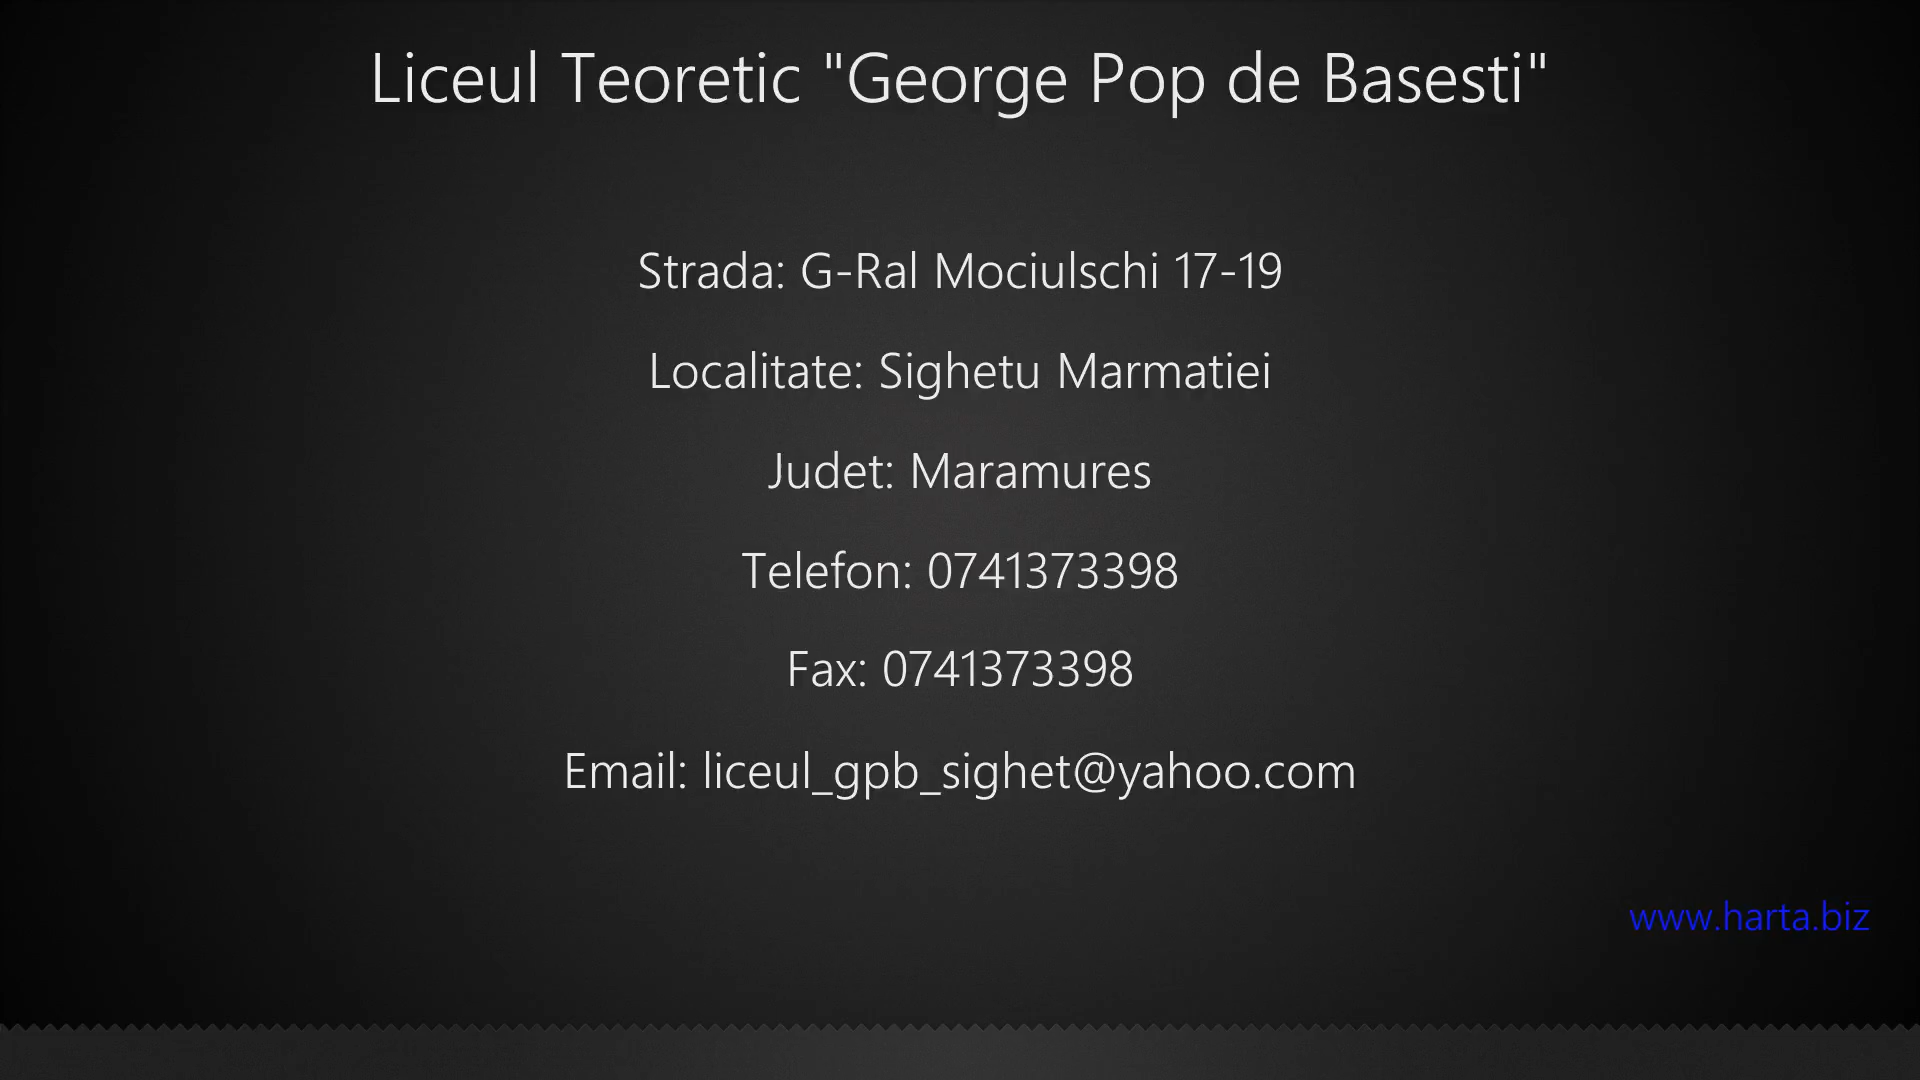 Liceul Teoretic "George Pop de Basesti"
Strada: G-Ral Mociulschi 17-19
Localitate: Sighetu Marmatiei
Judet: Maramures
Telefon: 0741373398
Fax: 0741373398
Email: liceul_gpb_sighet@yahoo.com
www.harta.biz